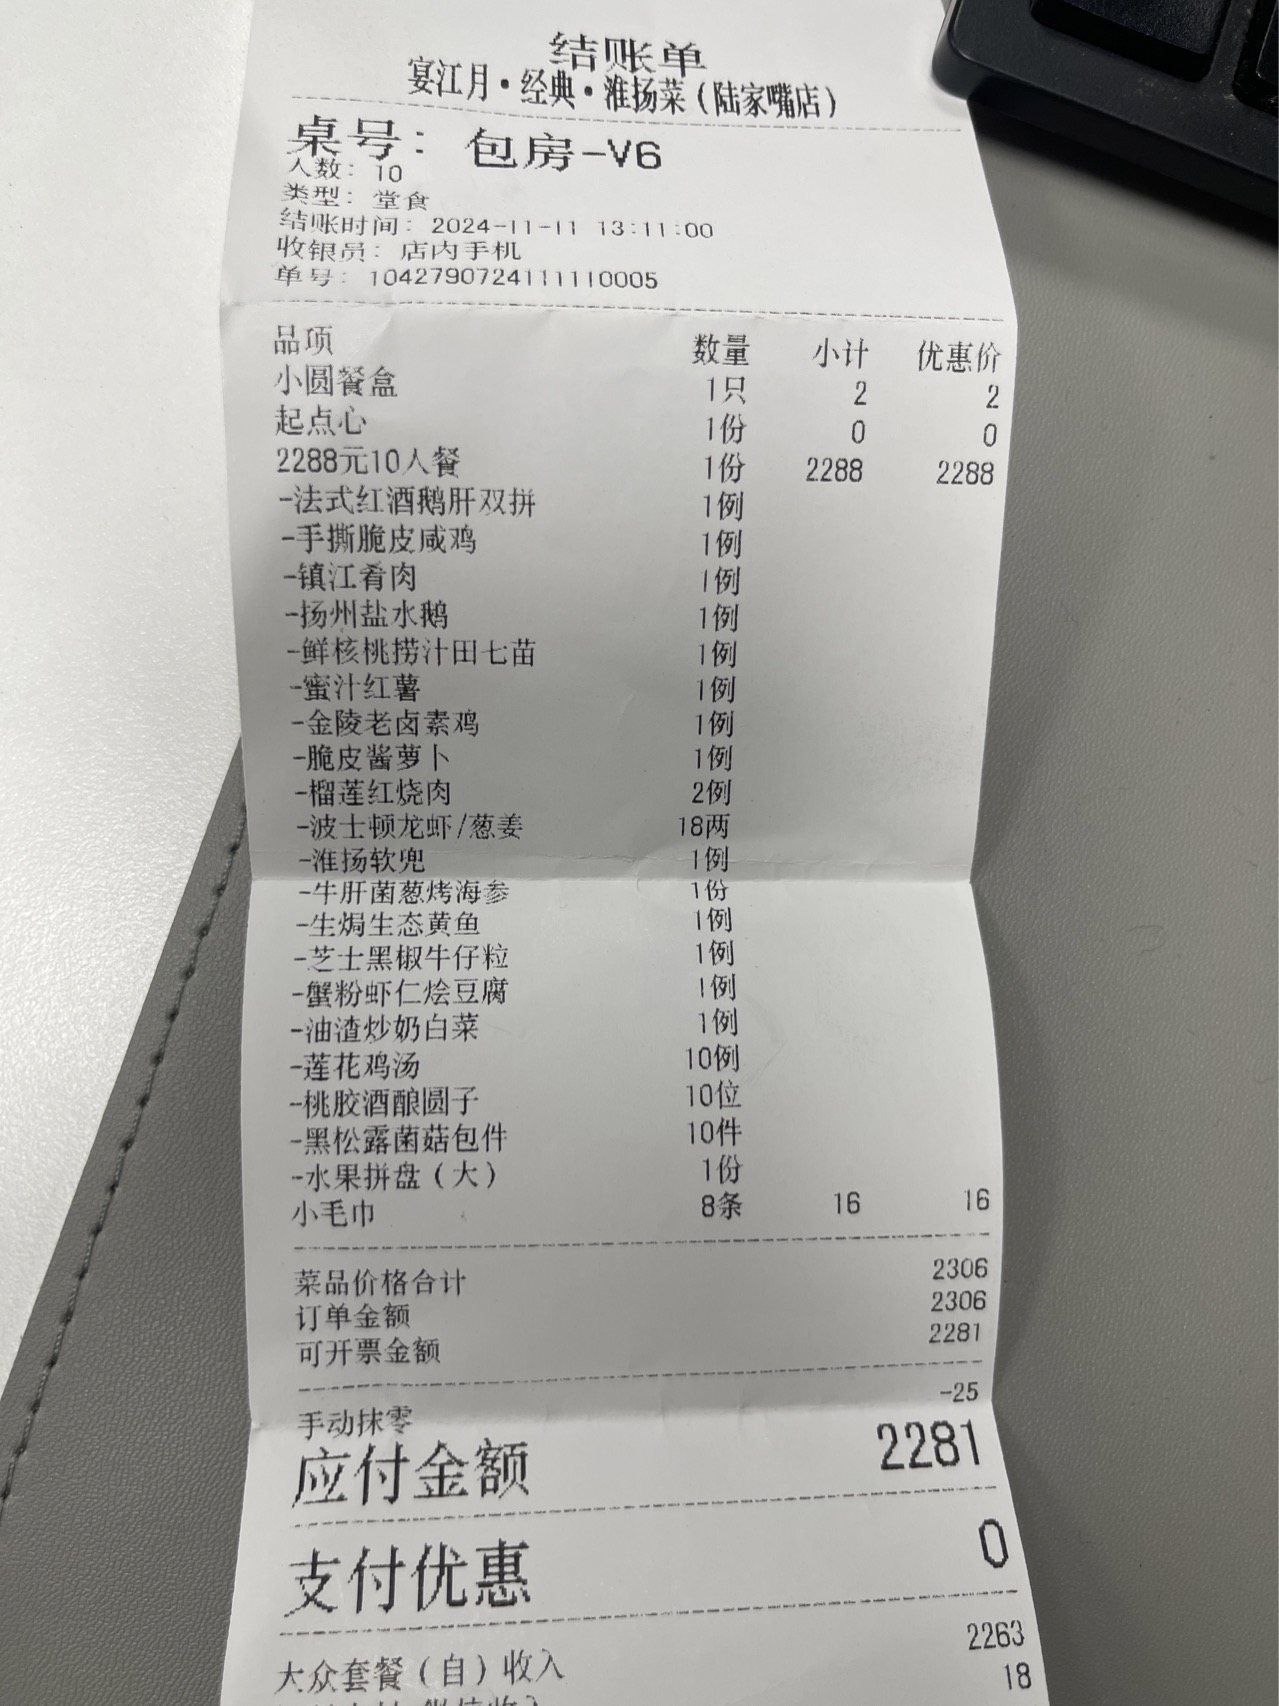 结账单
宴江月·经典·淮扬菜(陆家嘴店)
桌号: 包房-V6
人数: 10
类型: 堂食
结账时间: 2024-11-11 13:11:00
收银员: 店内手机
单号: 1042790724111110005
品项 数量 小计 优惠价
小圆餐盒 1只 2 2
起点心 1份 0 0
2288元10人餐 1份 2288 2288
-法式红酒鹅肝双拼 1例
-手撕脆皮咸鸡 1例
-镇江肴肉 1例
-扬州盐水鹅 1例
-鲜核桃捞汁田七苗 1例
-蜜汁红薯 1例
-金陵老卤素鸡 1例
-脆皮酱萝卜 1例
-榴莲红烧肉 2例
-波士顿龙虾/葱姜 18两
-淮扬软兜 1例
-牛肝菌葱烤海参 1份
-生焗生态黄鱼 1例
-芝士黑椒牛仔粒 1例
-蟹粉虾仁烩豆腐 1例
-油渣炒奶白菜 1例
-莲花鸡汤 10例
-桃胶酒酿圆子 10位
-黑松露菌菇包件 10件
-水果拼盘(大) 1份
小毛巾 8条 16 16
菜品价格合计 2306
订单金额 2306
可开票金额 2281
手动抹零 -25
应付金额 2281
支付优惠 0
大众套餐(自)收入 2263
18